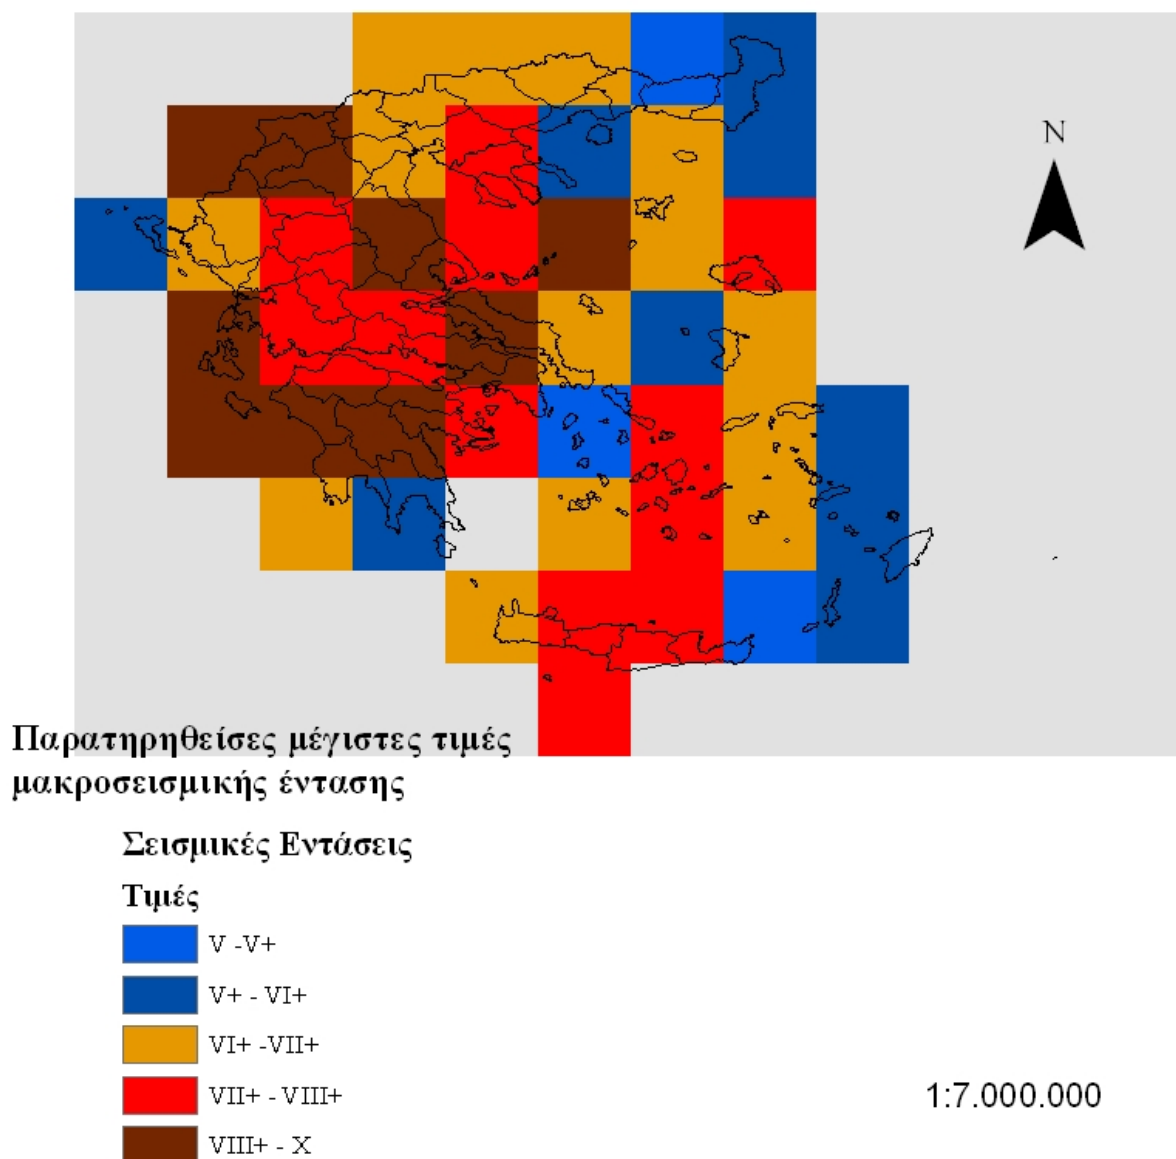 N
Παρατηρηθείσες μέγιστες τιμές
μακροσεισμικής έντασης
Σεισμικές Εντάσεις
Τιμές
V -V+
V+ - VI+
VI+ -VII+
VII+ - VIII+
VIII+ - X
1:7.000.000